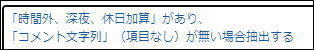 「時間外、深夜、休日加算」があり、
「コメント文字列」（項目なし）が無い場合抽出する